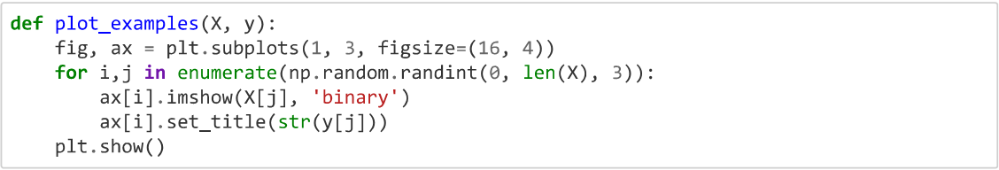 def plot_examples(X, y):
    fig, ax = plt.subplots(1, 3, figsize=(16, 4))
    for i,j in enumerate(np.random.randint(0, len(X), 3)):
        ax[i].imshow(X[j], 'binary')
        ax[i].set_title(str(y[j]))
    plt.show()